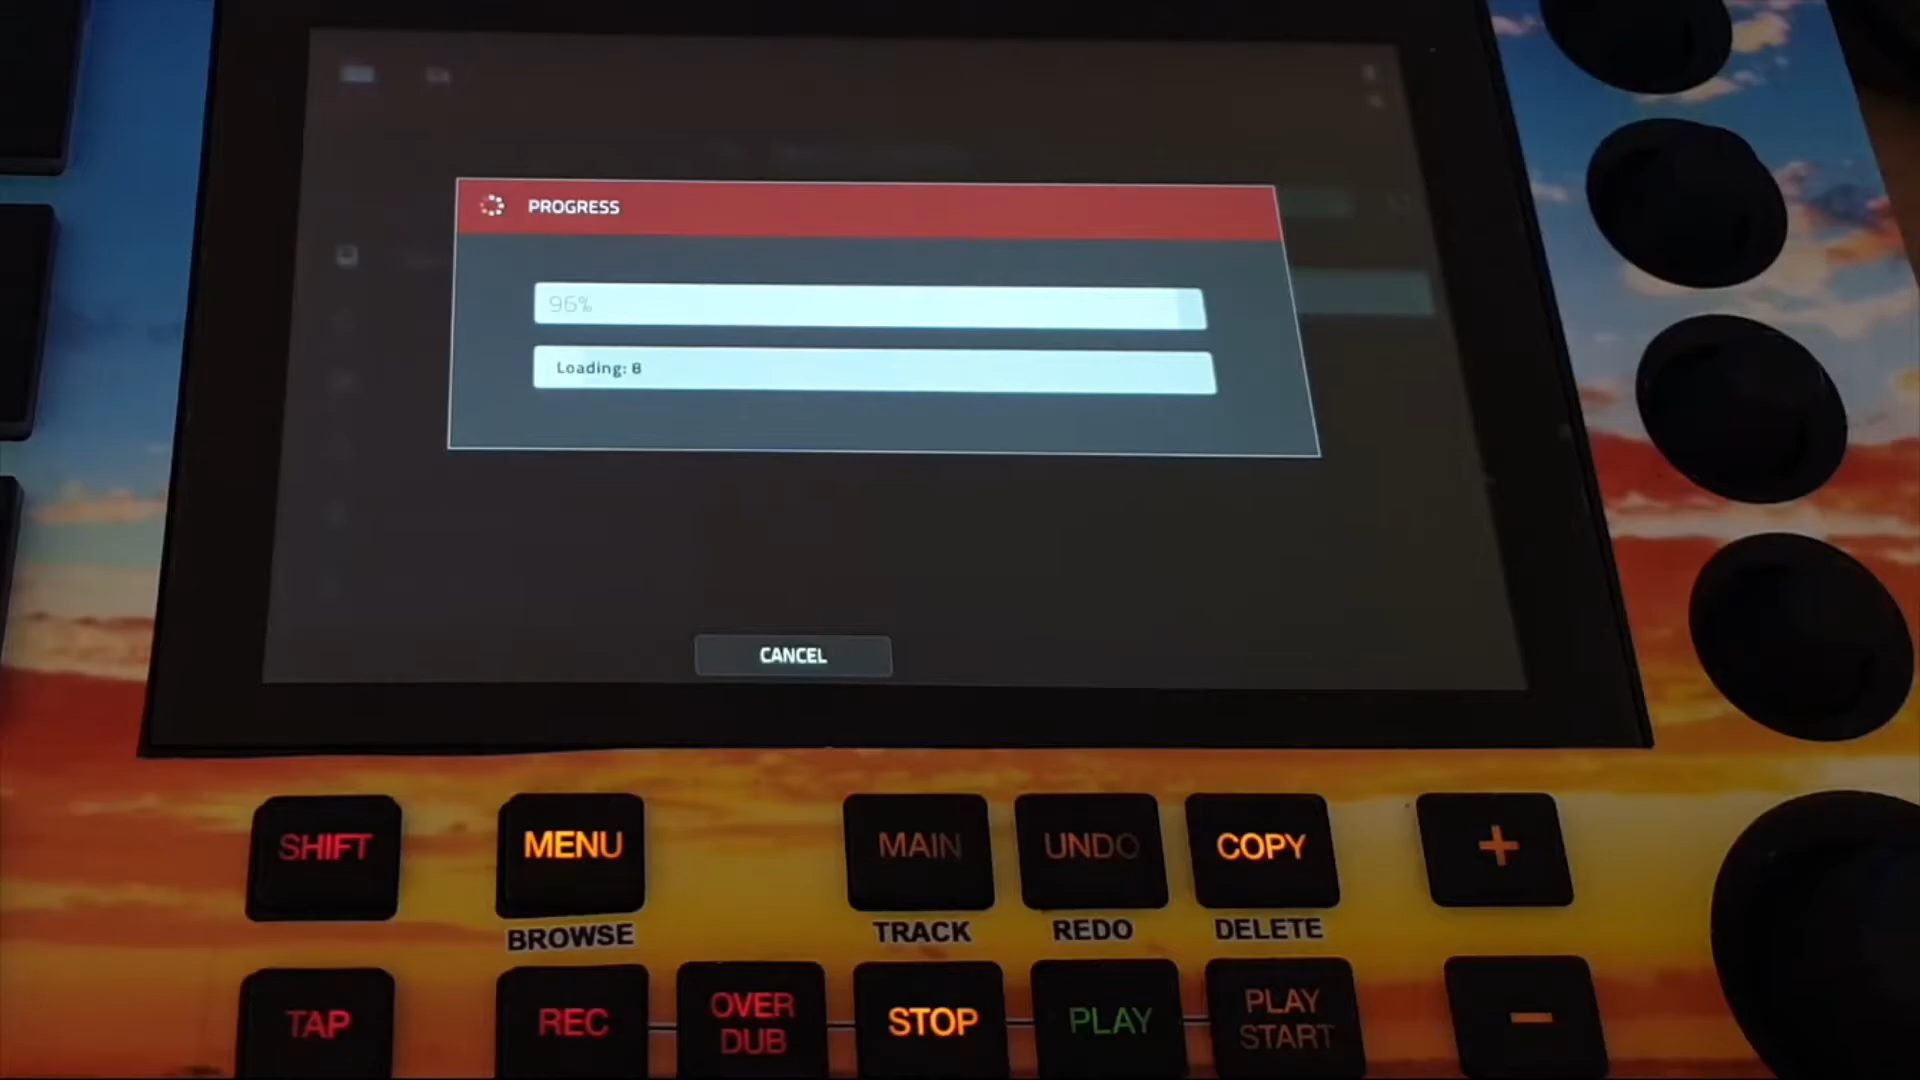 PROGRESS
96%
Loading: 8
CANCEL
SHIFT
MENU
MAIN
UNDO
COPY
+
BROWSE
TRACK
REDO
DELETE
TAP
REC
OVER
DUB
STOP
PLAY
PLAY
START
-